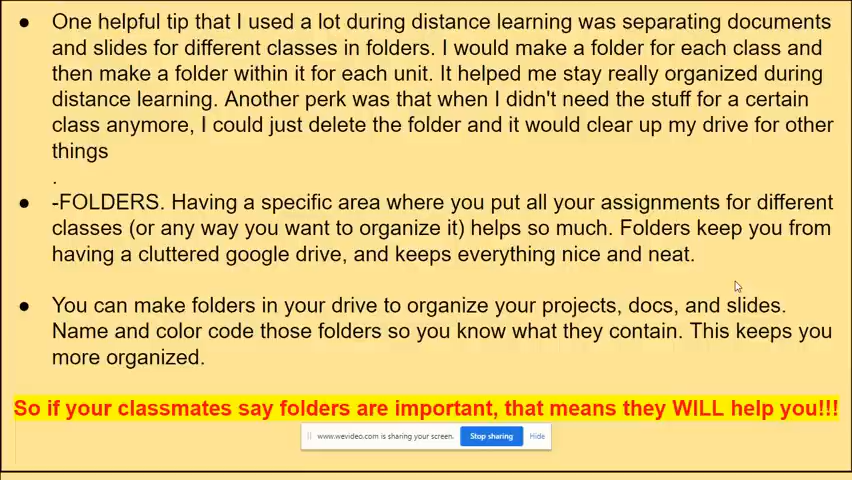 ● One helpful tip that I used a lot during distance learning was separating documents
and slides for different classes in folders. I would make a folder for each class and
then make a folder within it for each unit. It helped me stay really organized during
distance learning. Another perk was that when I didn't need the stuff for a certain
class anymore, I could just delete the folder and it would clear up my drive for other
things
.
● -FOLDERS. Having a specific area where you put all your assignments for different
classes (or any way you want to organize it) helps so much. Folders keep you from
having a cluttered google drive, and keeps everything nice and neat.
● You can make folders in your drive to organize your projects, docs, and slides.
Name and color code those folders so you know what they contain. This keeps you
more organized.
So if your classmates say folders are important, that means they WILL help you!!!
www.wevideo.com is sharing your screen. Stop sharing Hide